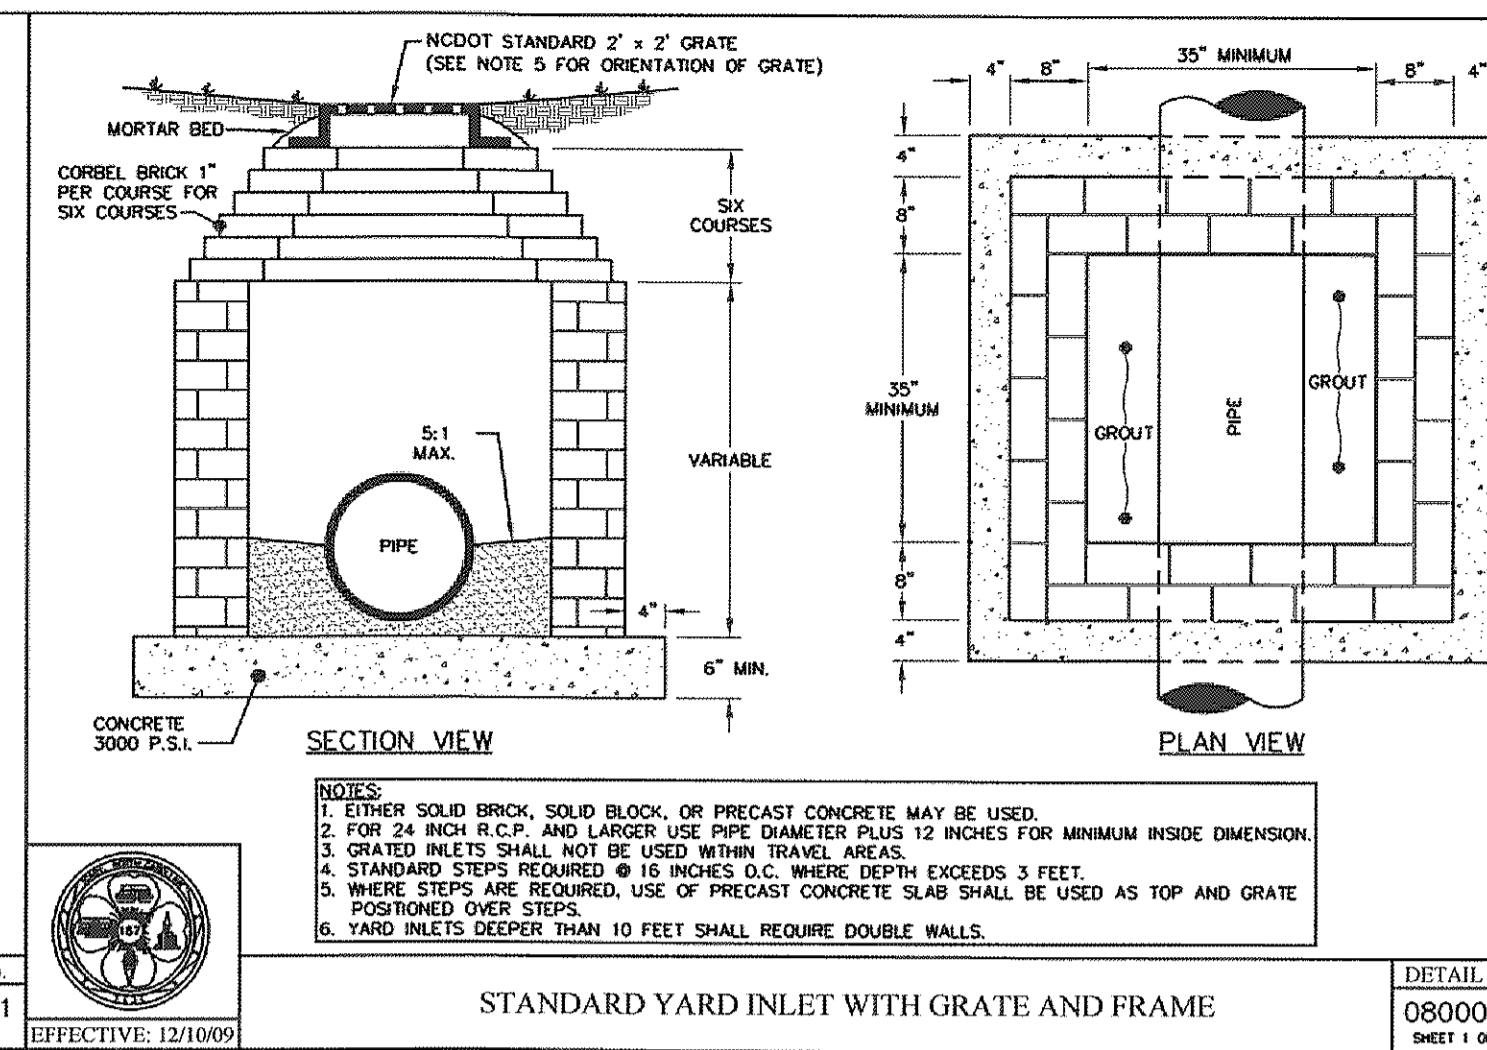 NCDOT STANDARD 2' x 2' GRATE
(SEE NOTE 5 FOR ORIENTATION OF GRATE)
MORTAR BED
CORBEL BRICK 1"
PER COURSE FOR
SIX COURSES
SIX
COURSES
5:1
MAX.
VARIABLE
PIPE
4"
6" MIN.
CONCRETE
3000 P.S.I.
SECTION VIEW
4"
8"
35" MINIMUM
8"
4"
4"
8"
35"
MINIMUM
8"
4"
GROUT
PIPE
GROUT
PLAN VIEW
NOTES:
1. EITHER SOLID BRICK, SOLID BLOCK, OR PRECAST CONCRETE MAY BE USED.
2. FOR 24 INCH R.C.P. AND LARGER USE PIPE DIAMETER PLUS 12 INCHES FOR MINIMUM INSIDE DIMENSION.
3. GRATED INLETS SHALL NOT BE USED WITHIN TRAVEL AREAS.
4. STANDARD STEPS REQUIRED @ 16 INCHES O.C. WHERE DEPTH EXCEEDS 3 FEET.
5. WHERE STEPS ARE REQUIRED, USE OF PRECAST CONCRETE SLAB SHALL BE USED AS TOP AND GRATE
POSITIONED OVER STEPS.
6. YARD INLETS DEEPER THAN 10 FEET SHALL REQUIRE DOUBLE WALLS.
1
EFFECTIVE: 12/10/09
STANDARD YARD INLET WITH GRATE AND FRAME
DETAIL
08000
SHEET 1